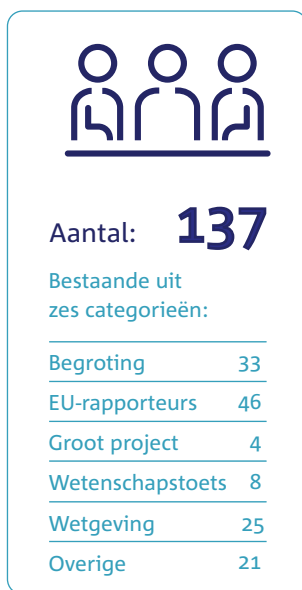 Aantal: 137
Bestaande uit
zes categorieën:
Begroting 33
EU-rapporteurs 46
Groot project 4
Wetenschapstoets 8
Wetgeving 25
Overige 21